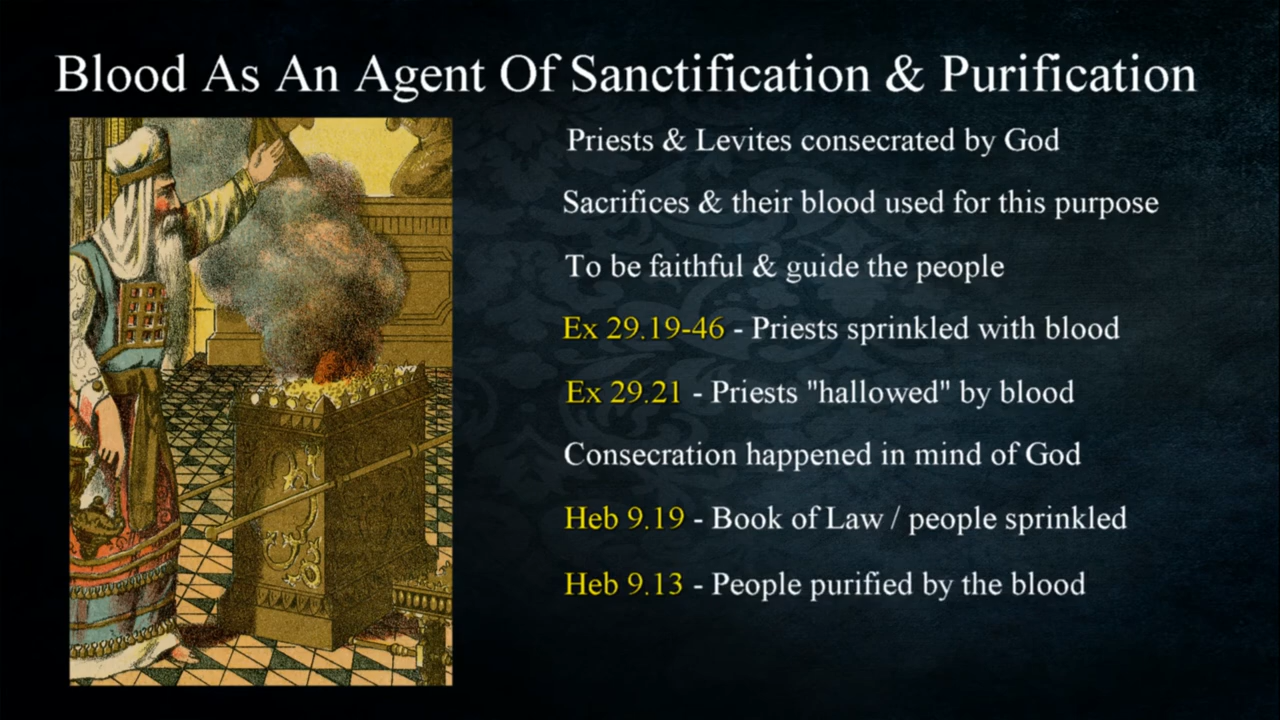 Blood As An Agent Of Sanctification & Purification
Priests & Levites consecrated by God
Sacrifices & their blood used for this purpose
To be faithful & guide the people
Ex 29.19-46 - Priests sprinkled with blood
Ex 29.21 - Priests "hallowed" by blood
Consecration happened in mind of God
Heb 9.19 - Book of Law / people sprinkled
Heb 9.13 - People purified by the blood